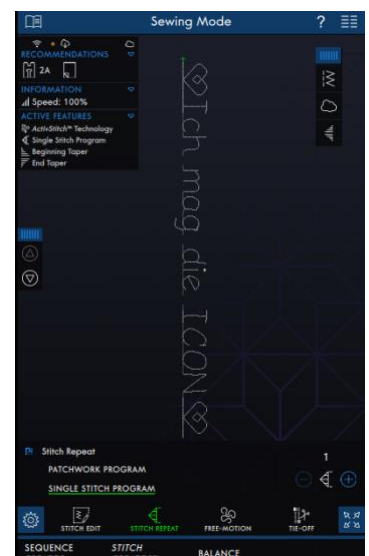 Sewing Mode ?
RECOMMENDATIONS
2A
INFORMATION
Speed: 100%
ACTIVE FEATURES
ActivStitch™ Technology
Single Stitch Program
Beginning Taper
End Taper
Ich mag die ICON
Stitch Repeat
PATCHWORK PROGRAM
1
SINGLE STITCH PROGRAM
STITCH EDIT
STITCH REPEAT
FREE-MOTION
TIE-OFF
SEQUENCE
STITCH
BALANCE